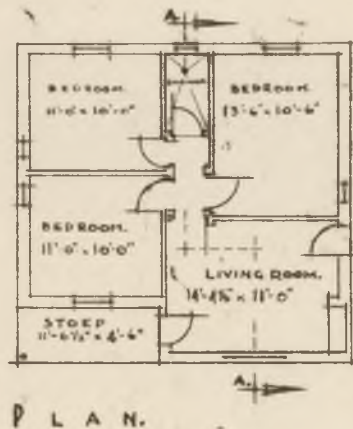 A.
BEDROOM.
11'-0" x 10'-0"
BEDROOM.
13'-6" x 10'-6"
BEDROOM.
11'-0" x 10'-0"
LIVING ROOM.
14'-4½" x 11'-0"
STOEP
11'-6½" x 4'-6"
A.
PLAN.